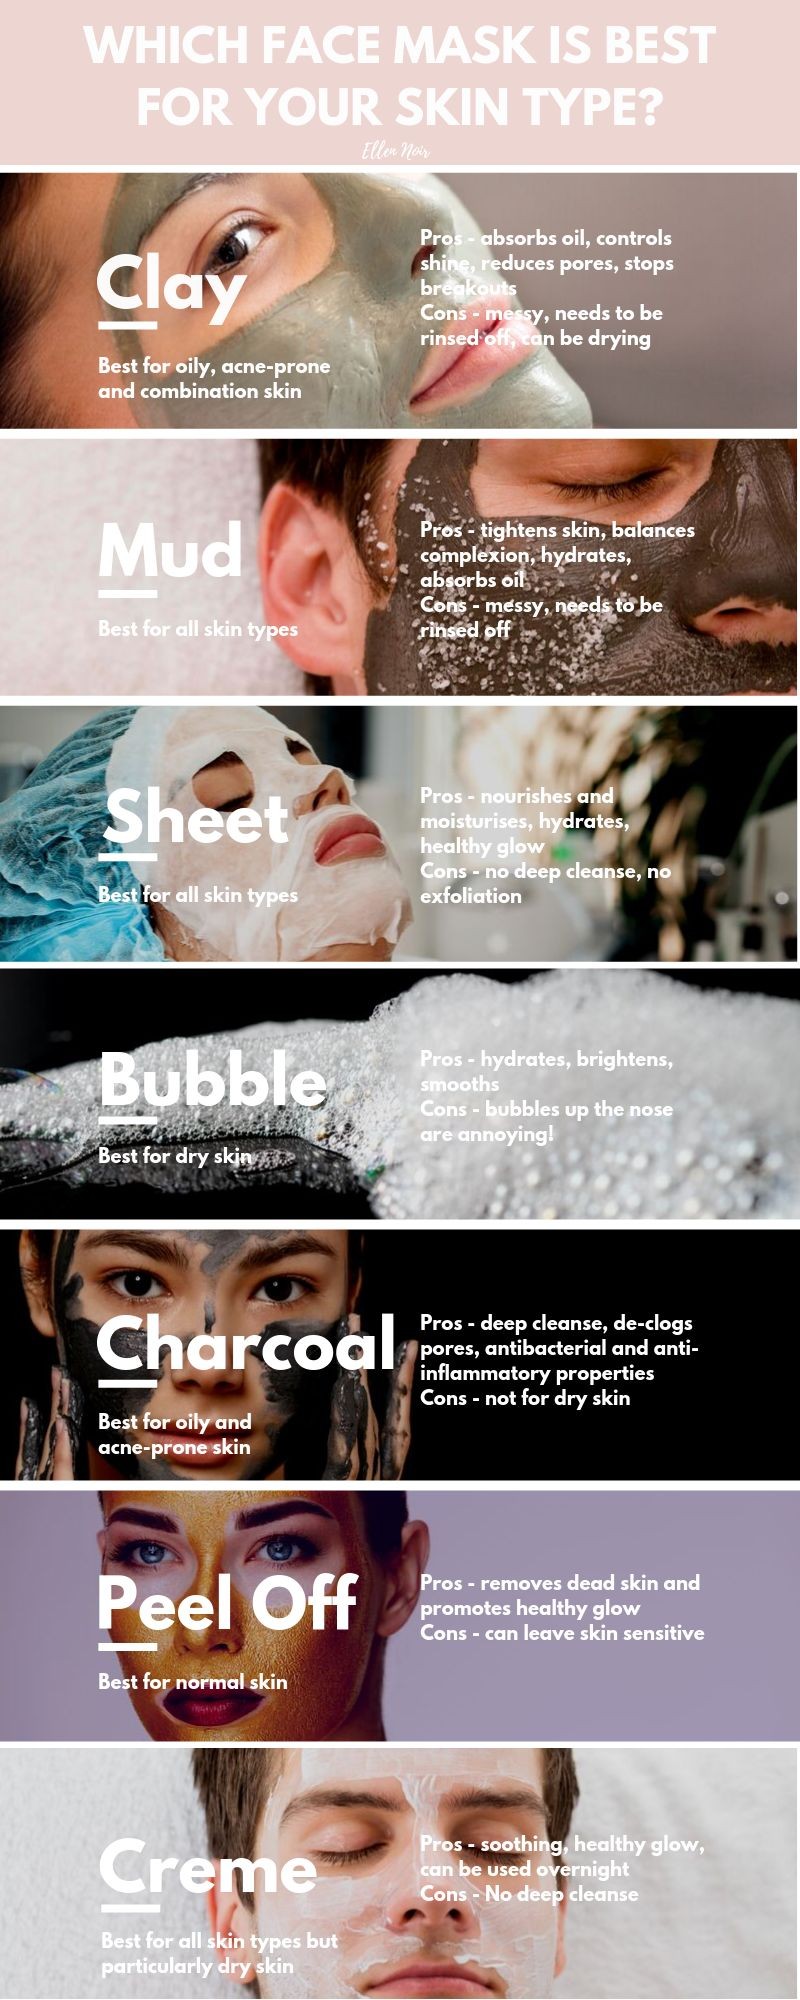 WHICH FACE MASK IS BEST
FOR YOUR SKIN TYPE?
Ellen Noir
Clay
Best for oily, acne-prone
and combination skin
Pros - absorbs oil, controls
shine, reduces pores, stops
breakouts
Cons - messy, needs to be
rinsed off, can be drying
Mud
Best for all skin types
Pros - tightens skin, balances
complexion, hydrates,
absorbs oil
Cons - messy, needs to be
rinsed off
Sheet
Best for all skin types
Pros - nourishes and
moisturises, hydrates,
healthy glow
Cons - no deep cleanse, no
exfoliation
Bubble
Best for dry skin
Pros - hydrates, brightens,
smooths
Cons - bubbles up the nose
are annoying!
Charcoal
Best for oily and
acne-prone skin
Pros - deep cleanse, de-clogs
pores, antibacterial and anti-
inflammatory properties
Cons - not for dry skin
Peel Off
Best for normal skin
Pros - removes dead skin and
promotes healthy glow
Cons - can leave skin sensitive
Creme
Best for all skin types but
particularly dry skin
Pros - soothing, healthy glow,
can be used overnight
Cons - No deep cleanse